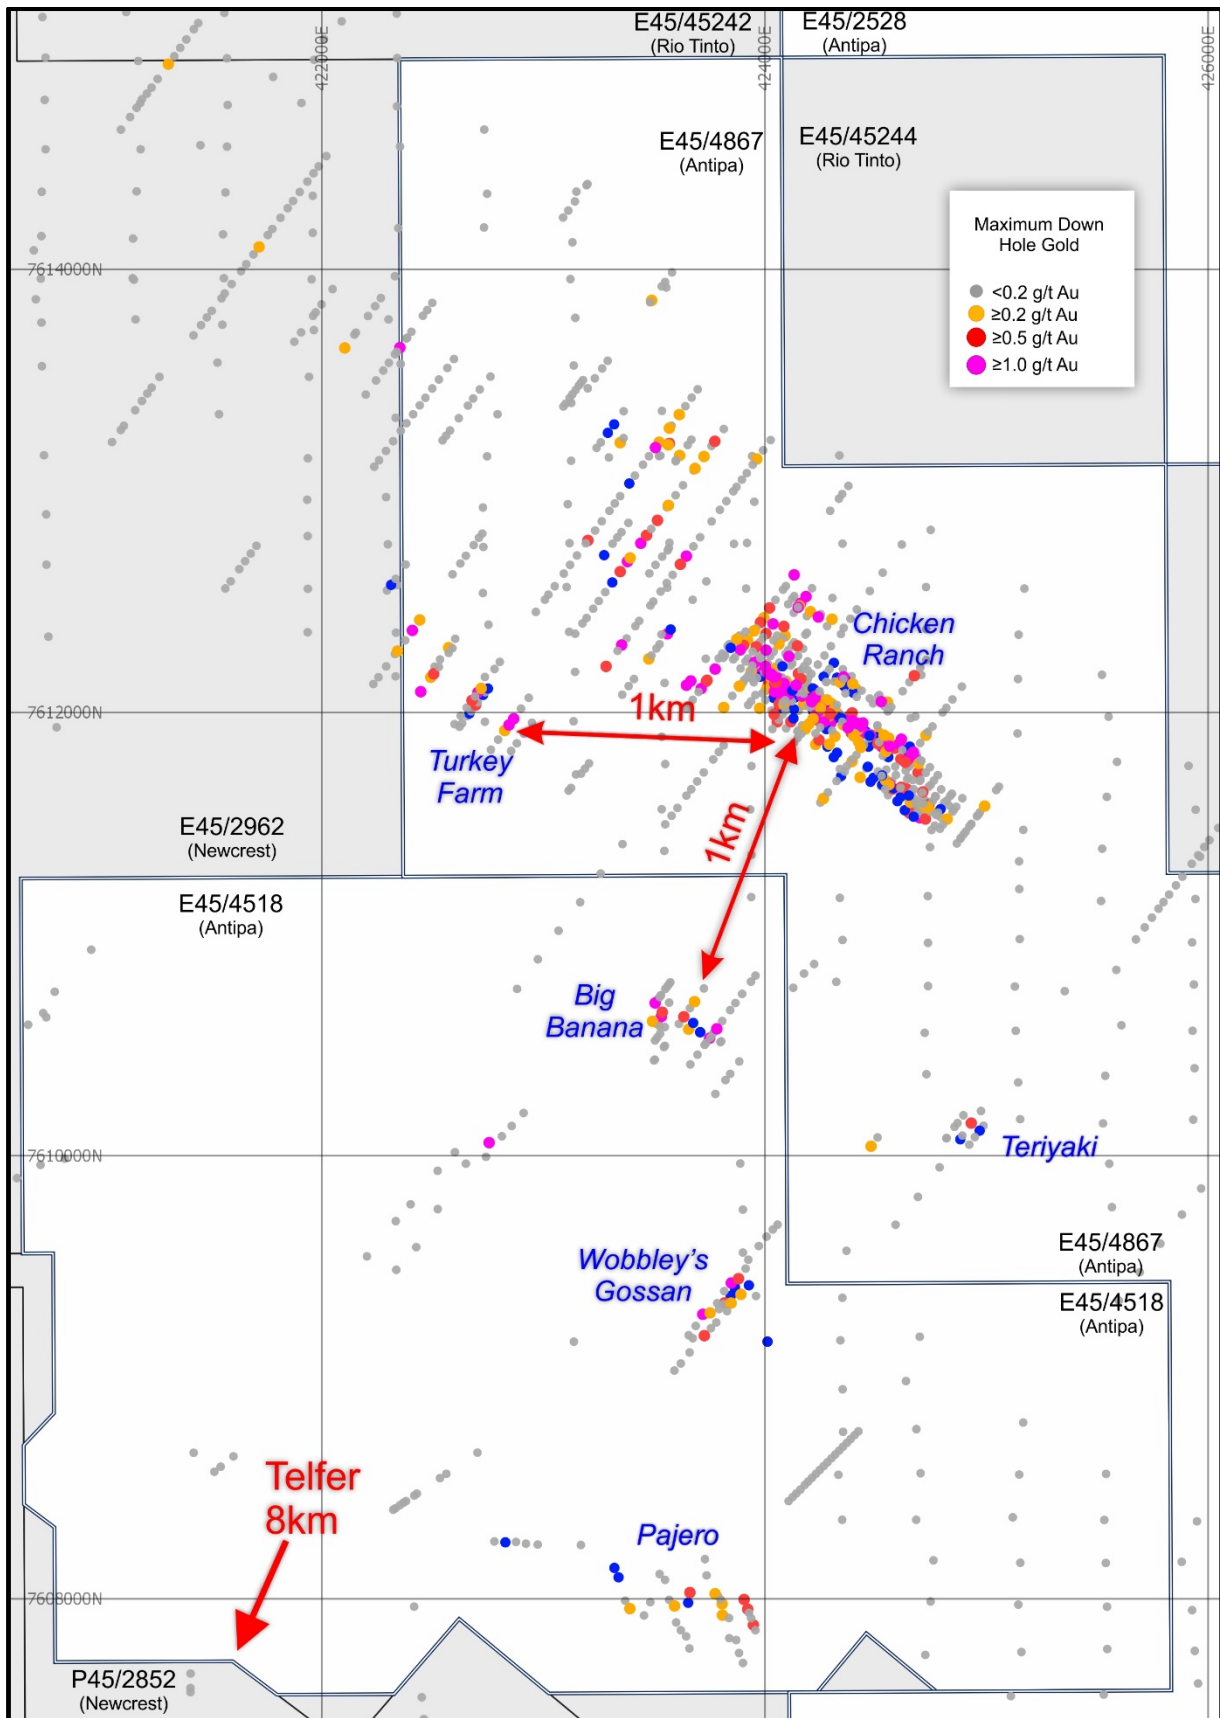 E45/45242
(Rio Tinto)
E45/2528
(Antipa)
422000E
424000E
426000E
E45/4867
(Antipa)
E45/45244
(Rio Tinto)
Maximum Down
Hole Gold
<0.2 g/t Au
≥0.2 g/t Au
≥0.5 g/t Au
≥1.0 g/t Au
7614000N
Chicken
Ranch
7612000N
1km
Turkey
Farm
1km
E45/2962
(Newcrest)
E45/4518
(Antipa)
Big
Banana
Teriyaki
7610000N
Wobbley's
Gossan
E45/4867
(Antipa)
E45/4518
(Antipa)
Telfer
8km
Pajero
7608000N
P45/2852
(Newcrest)